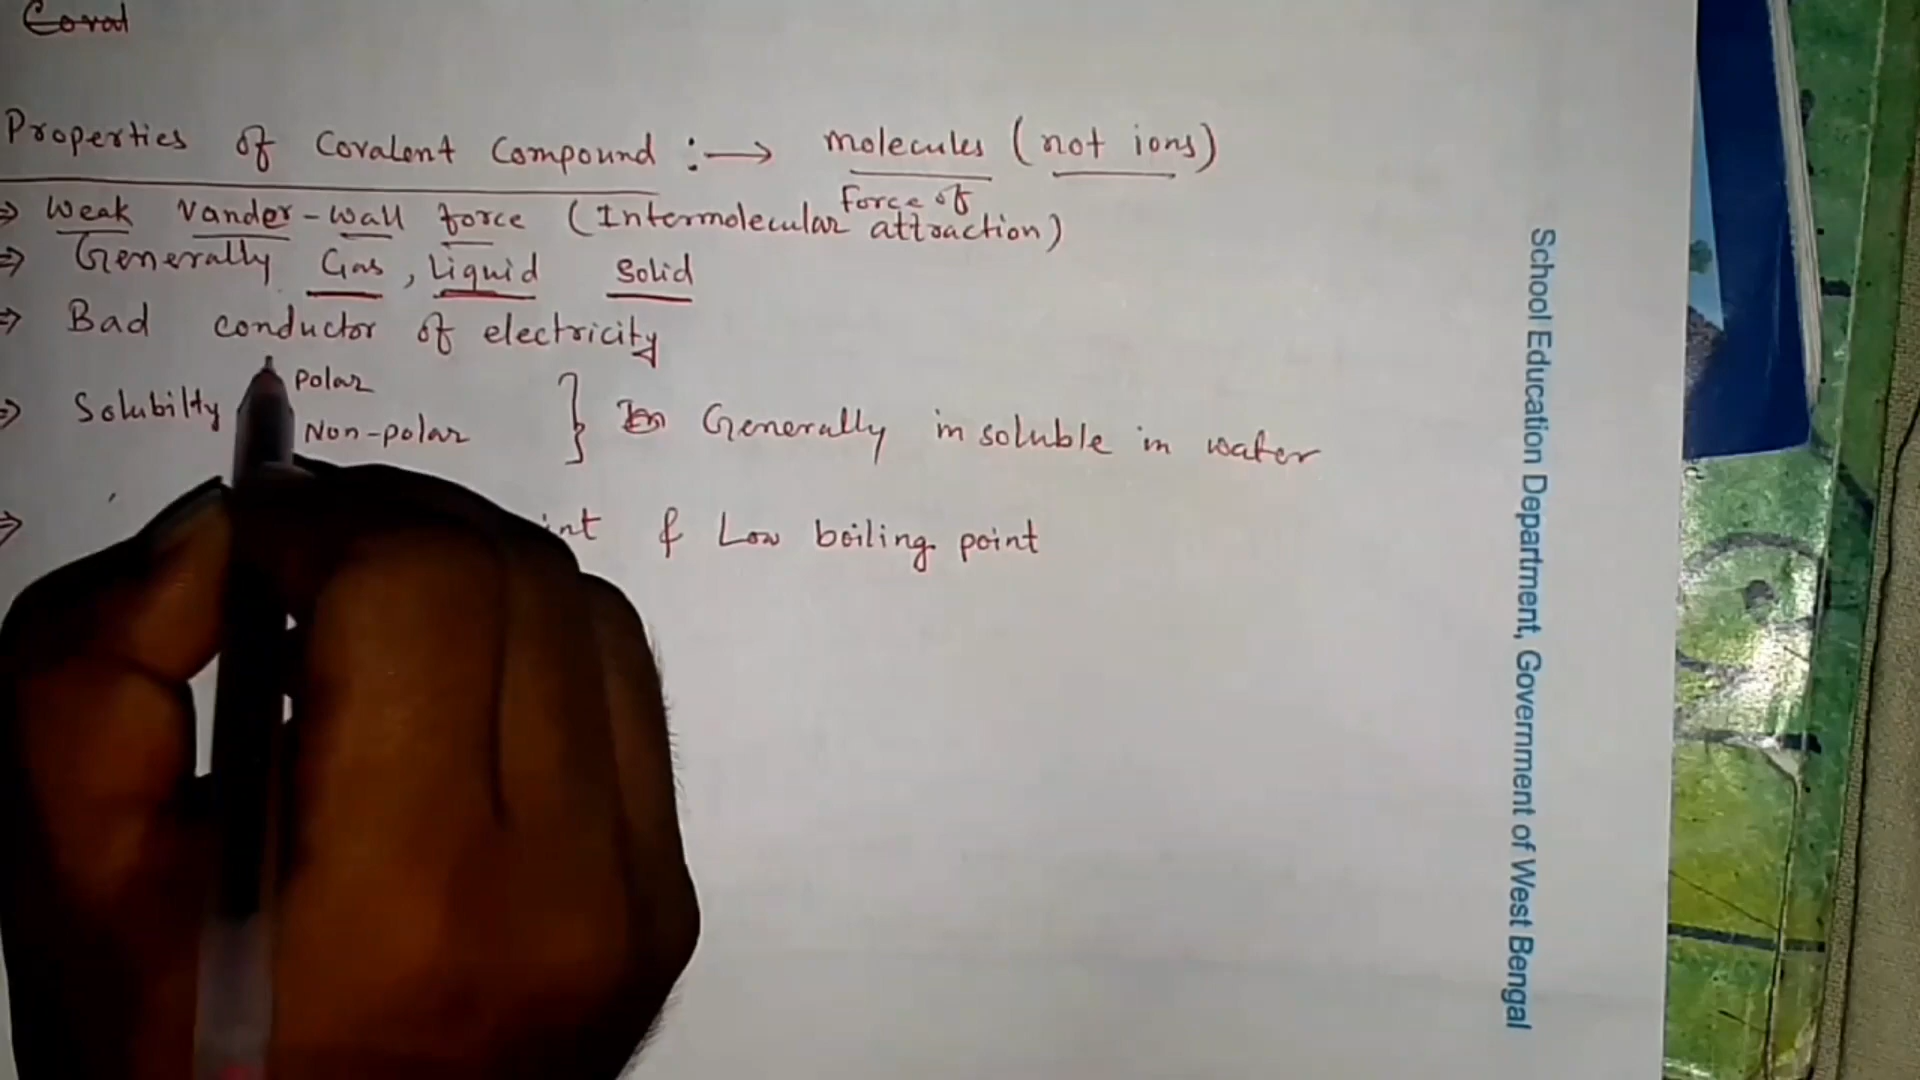 Coval
Properties of Covalent Compound :→ molecules (not ions)
⇒ Weak Vander-Wall force (Intermolecular force of attraction)
⇒ Generally Gas, Liquid Solid
⇒ Bad conductor of electricity
⇒ Solubilty Polar
Non-polar } Generally insoluble in water
⇒ & Low boiling point
School Education Department, Government of West Bengal